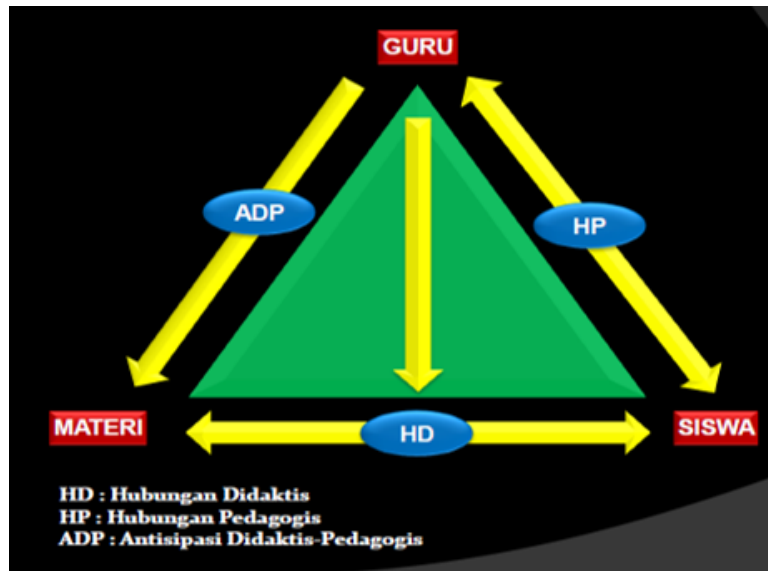 GURU
ADP
HP
MATERI
HD
SISWA
HD : Hubungan Didaktis
HP : Hubungan Pedagogis
ADP : Antisipasi Didaktis-Pedagogis